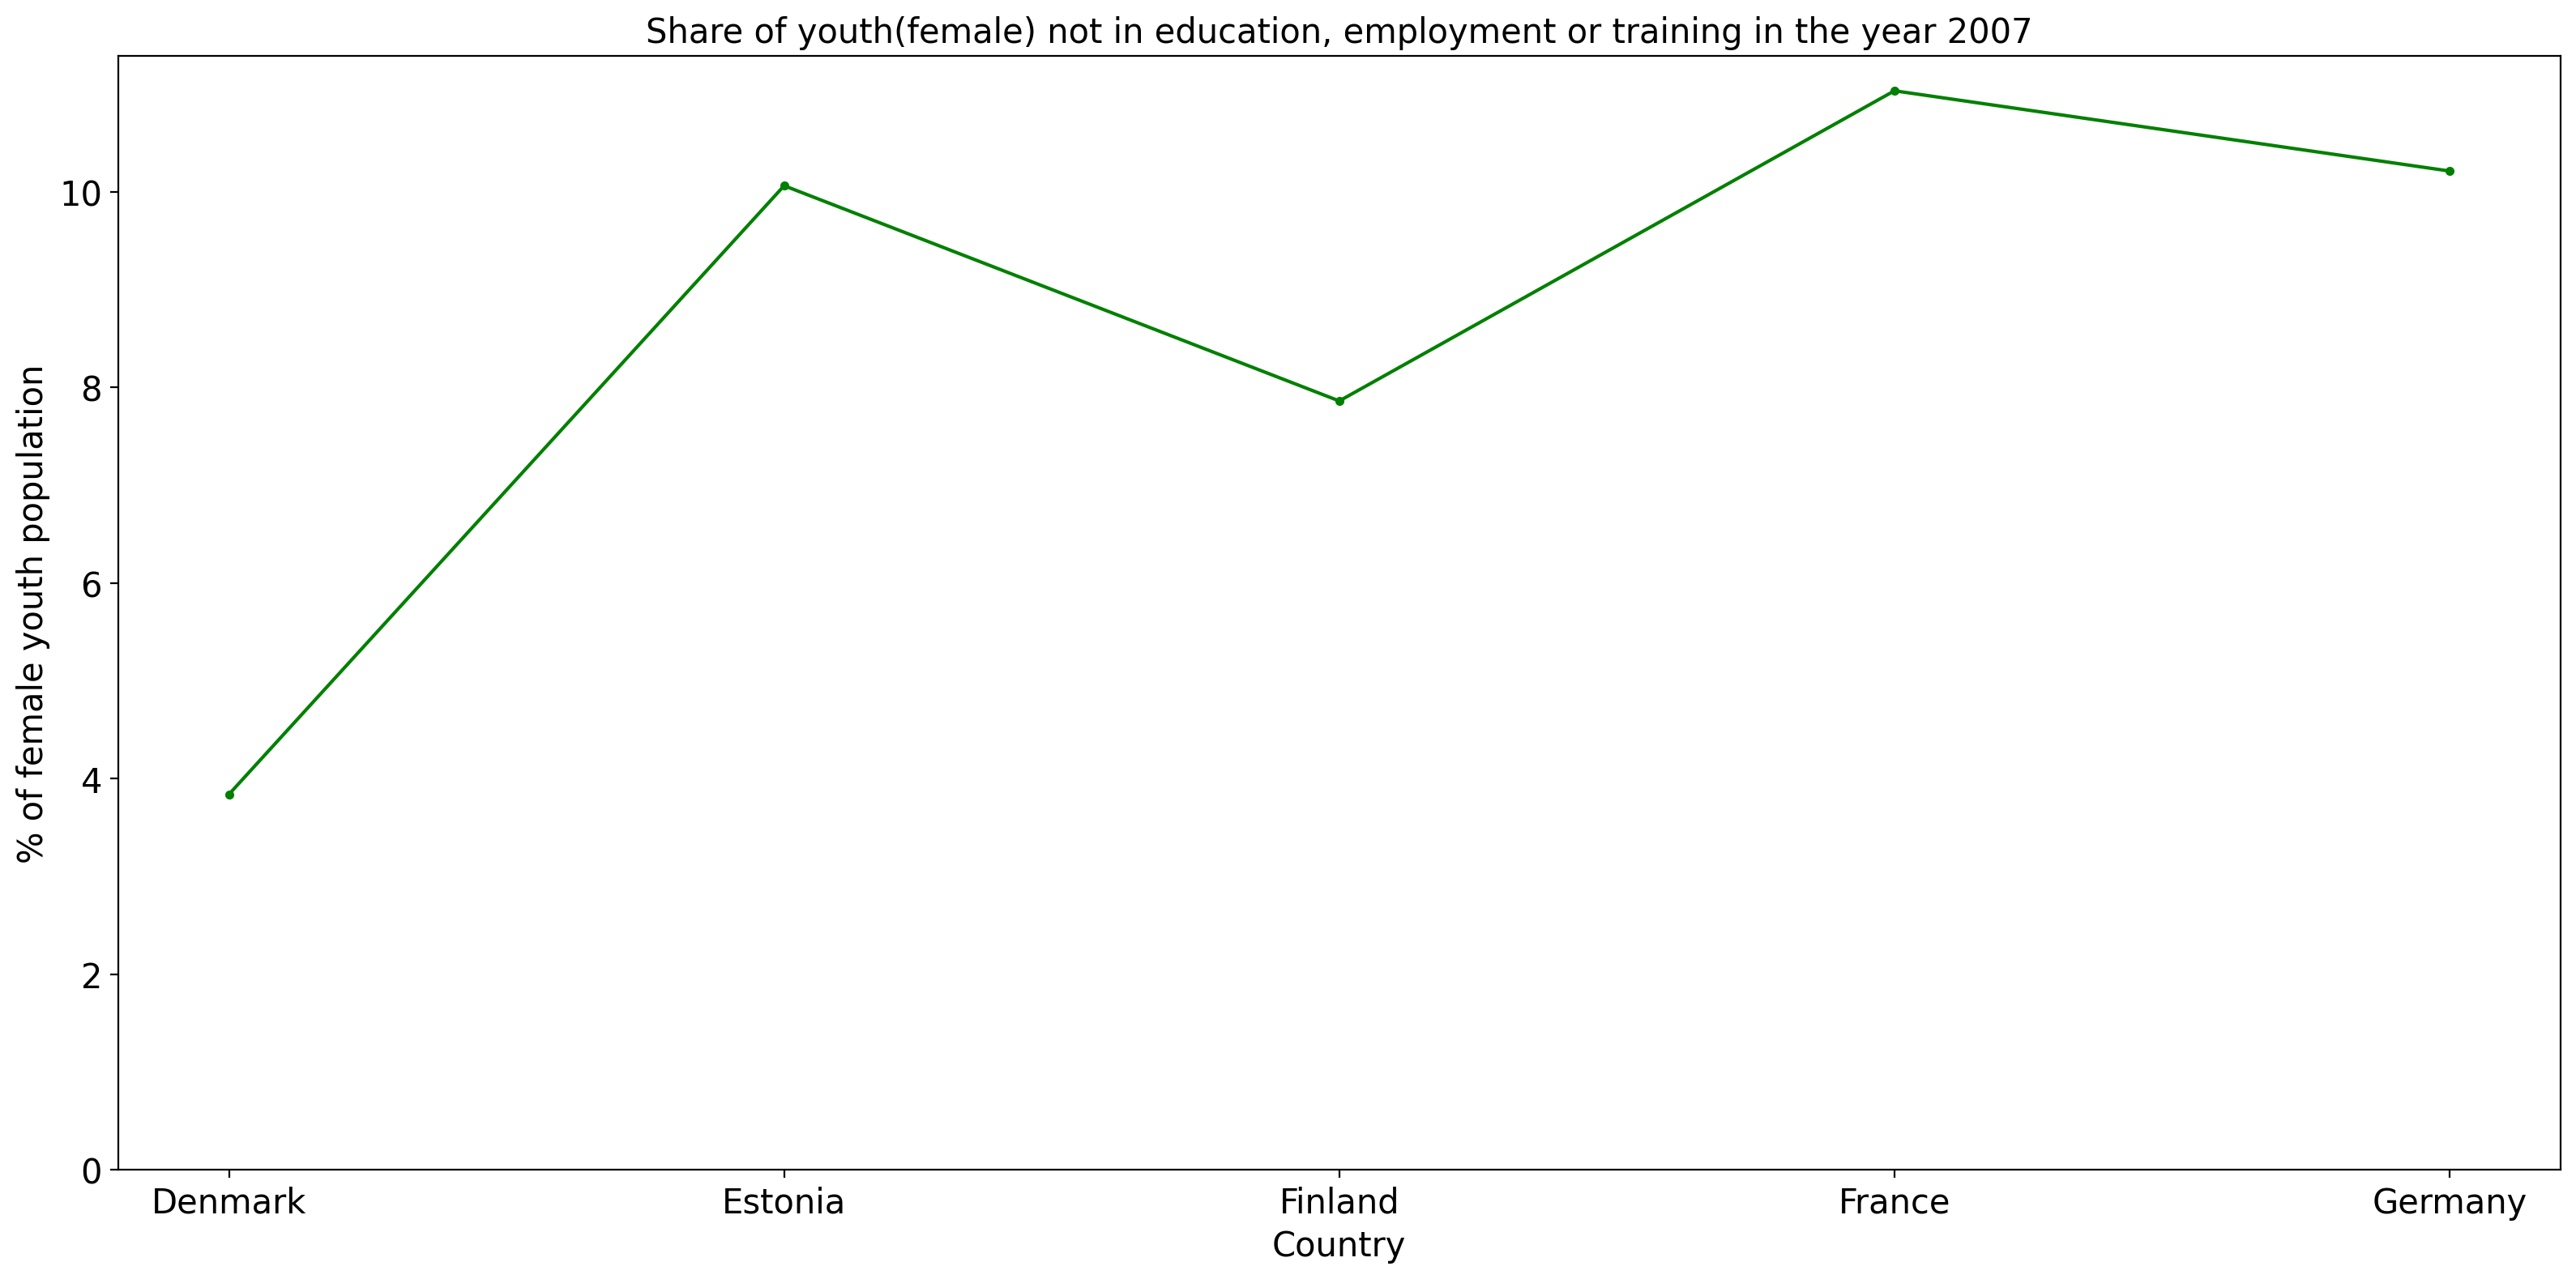 Share of youth(female) not in education, employment or training in the year 2007
% of female youth population
10
8
6
4
2
0
Denmark Estonia Finland France Germany
Country